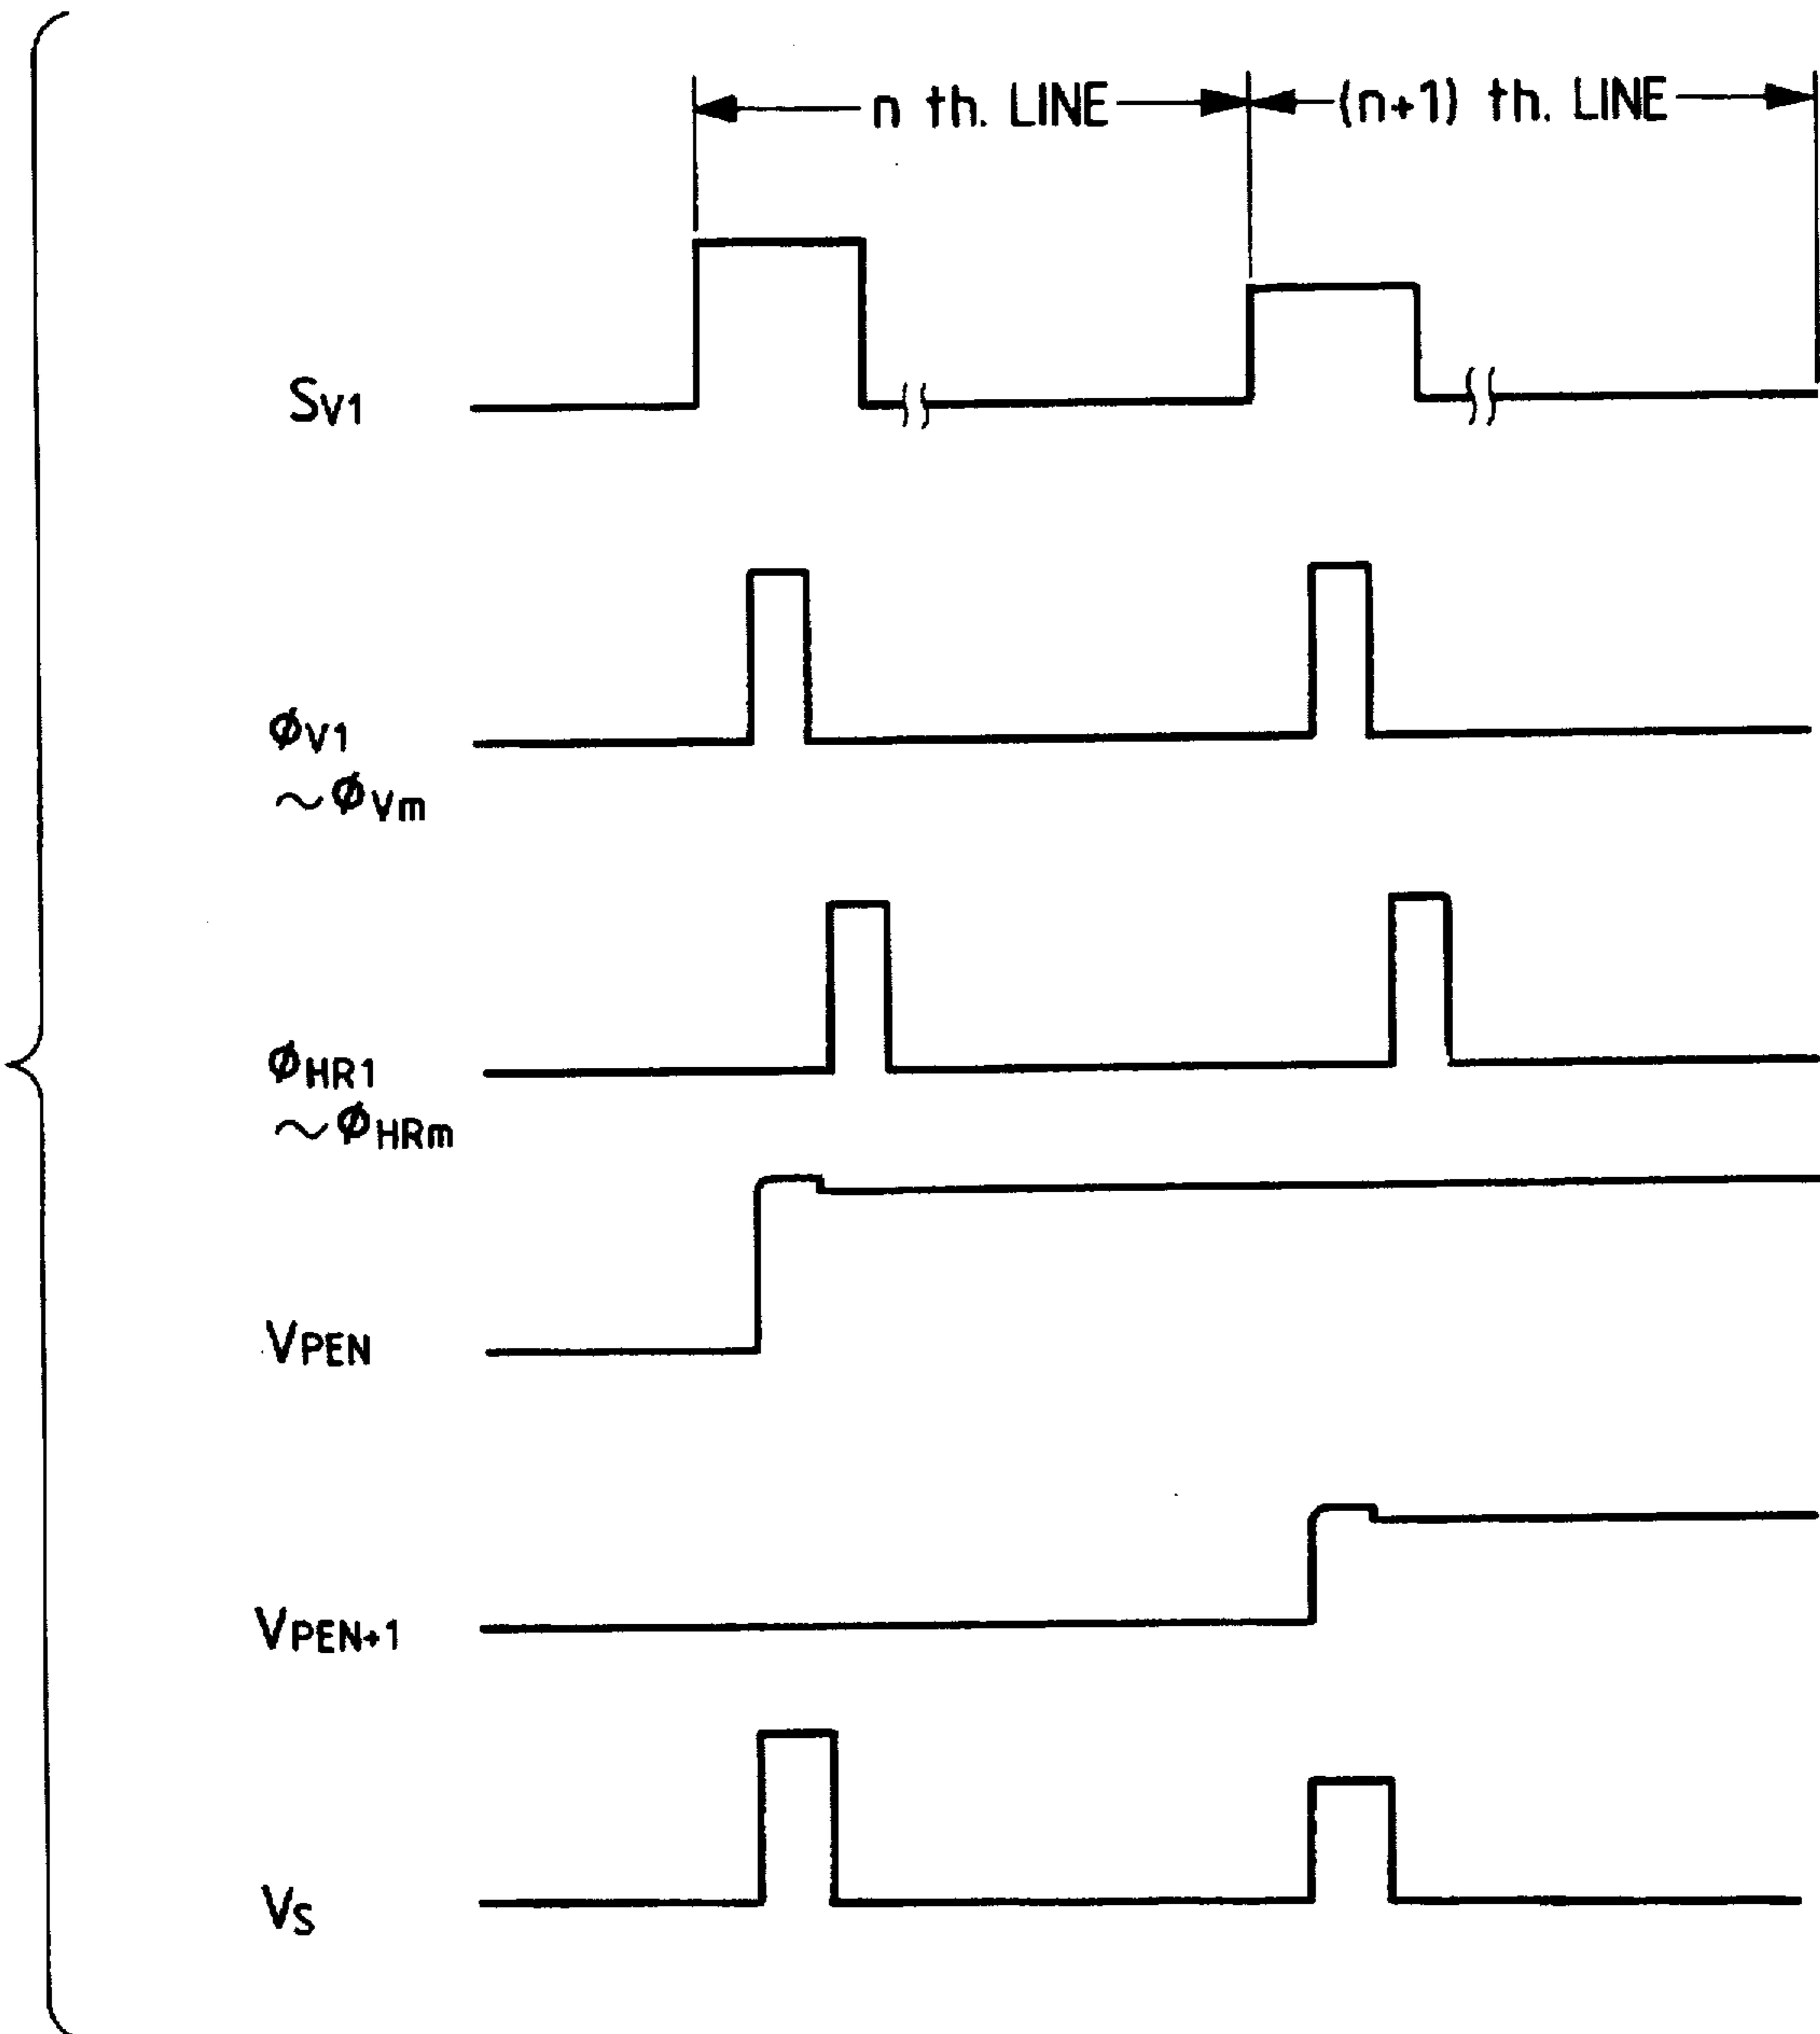 n th. LINE (n+1) th. LINE
SV1
φV1
~φVm
φHR1
~φHRm
VPEN
VPEN+1
VS